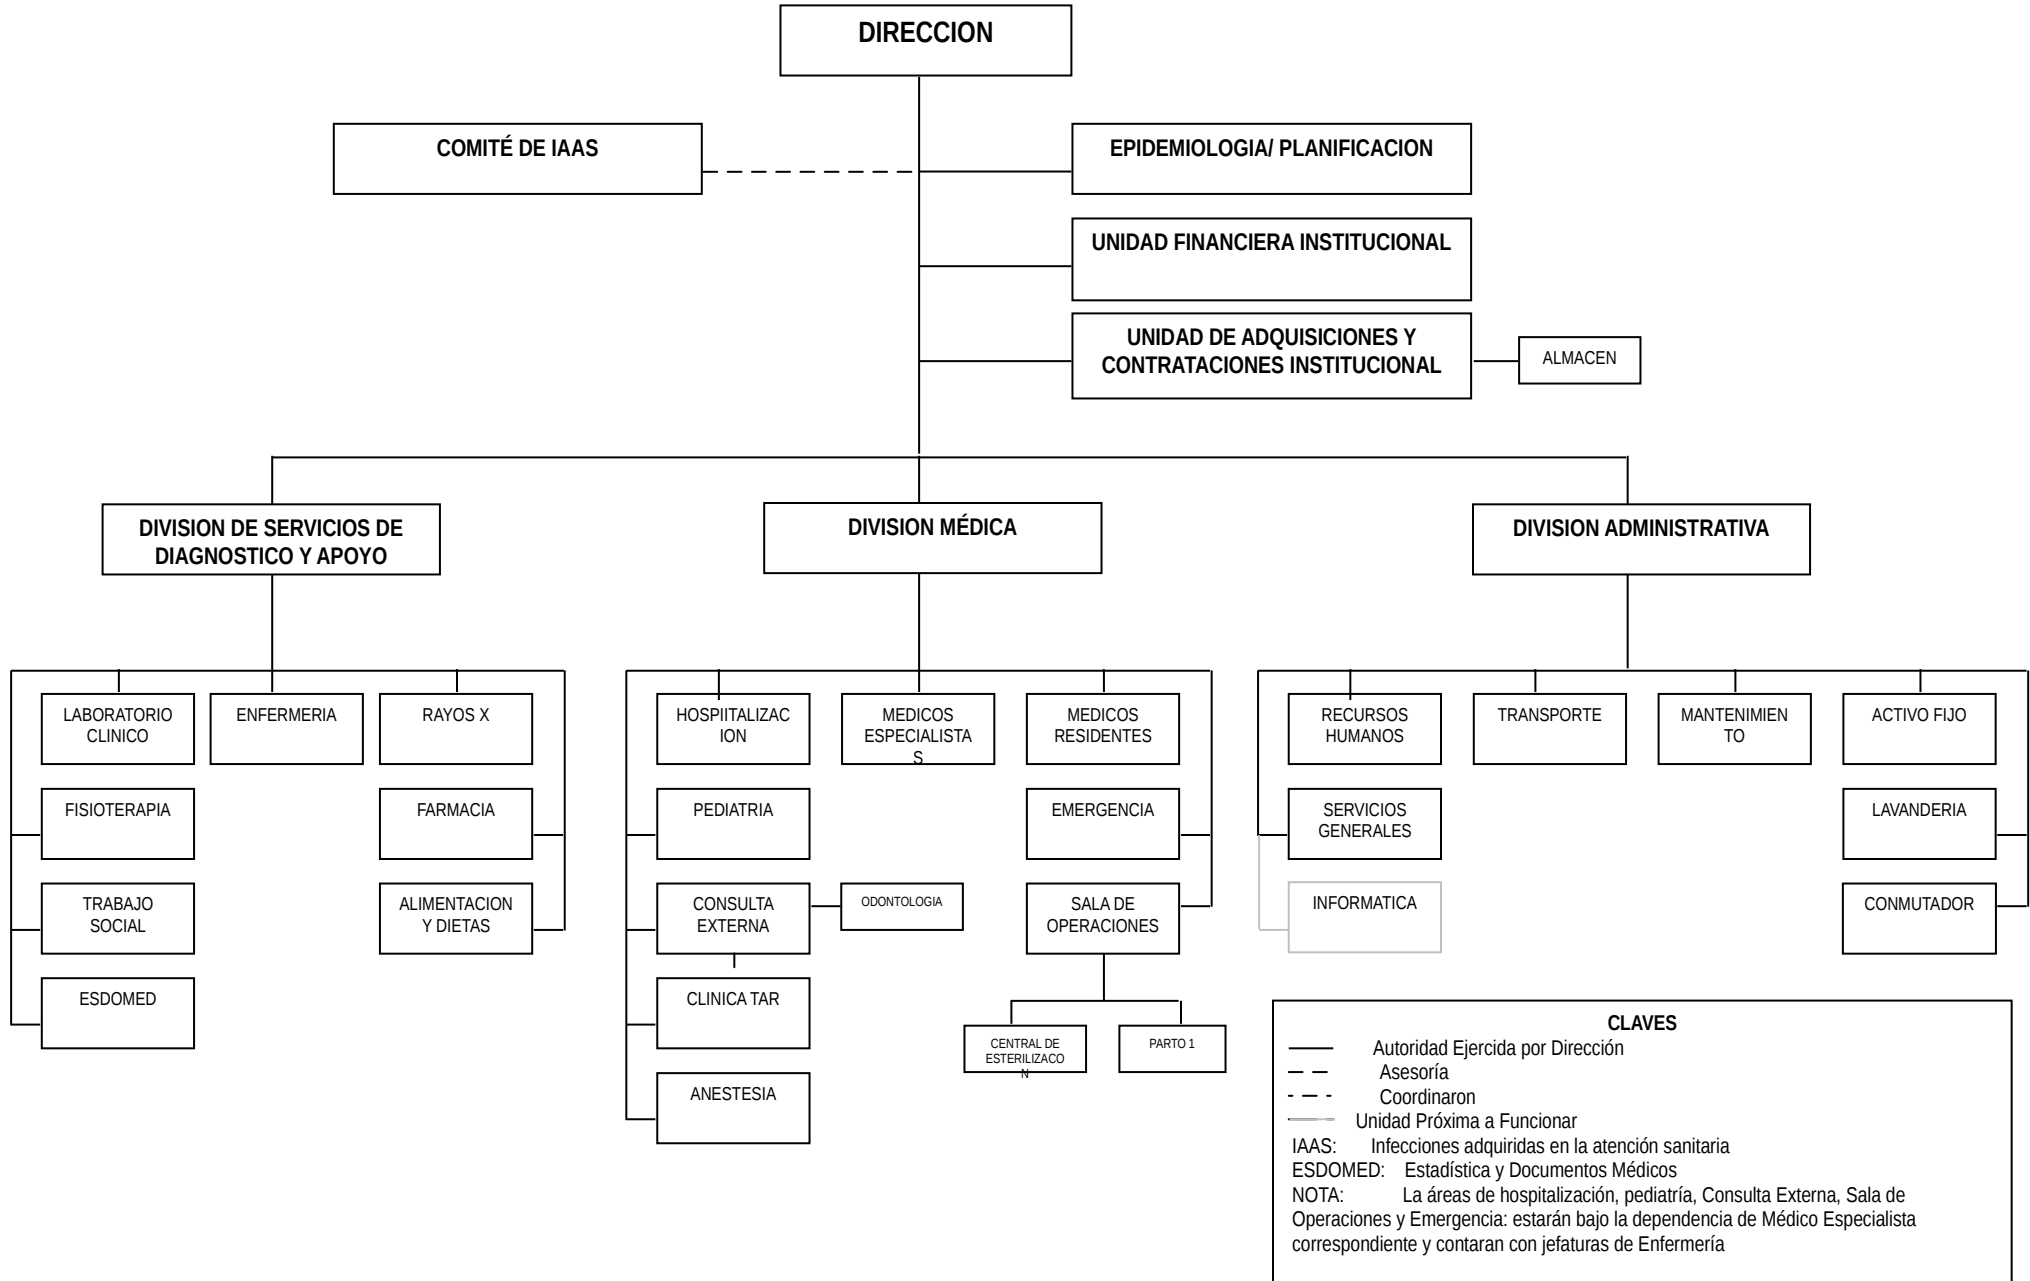 DIRECCION
COMITÉ DE IAAS
EPIDEMIOLOGIA/ PLANIFICACION
UNIDAD FINANCIERA INSTITUCIONAL
UNIDAD DE ADQUISICIONES Y
CONTRATACIONES INSTITUCIONAL
ALMACEN
DIVISION DE SERVICIOS DE
DIAGNOSTICO Y APOYO
DIVISION MÉDICA
DIVISION ADMINISTRATIVA
LABORATORIO
CLINICO
ENFERMERIA
RAYOS X
FISIOTERAPIA
FARMACIA
TRABAJO
SOCIAL
ALIMENTACION
Y DIETAS
ESDOMED
HOSPIITALIZAC
ION
MEDICOS
ESPECIALISTA
S
MEDICOS
RESIDENTES
PEDIATRIA
EMERGENCIA
CONSULTA
EXTERNA
ODONTOLOGIA
SALA DE
OPERACIONES
CLINICA TAR
CENTRAL DE
ESTERILIZACO
N
PARTO 1
ANESTESIA
RECURSOS
HUMANOS
TRANSPORTE
MANTENIMIEN
TO
ACTIVO FIJO
SERVICIOS
GENERALES
LAVANDERIA
INFORMATICA
CONMUTADOR
CLAVES
Autoridad Ejercida por Dirección
Asesoría
Coordinaron
Unidad Próxima a Funcionar
IAAS: Infecciones adquiridas en la atención sanitaria
ESDOMED: Estadística y Documentos Médicos
NOTA: La áreas de hospitalización, pediatría, Consulta Externa, Sala de
Operaciones y Emergencia: estarán bajo la dependencia de Médico Especialista
correspondiente y contaran con jefaturas de Enfermería